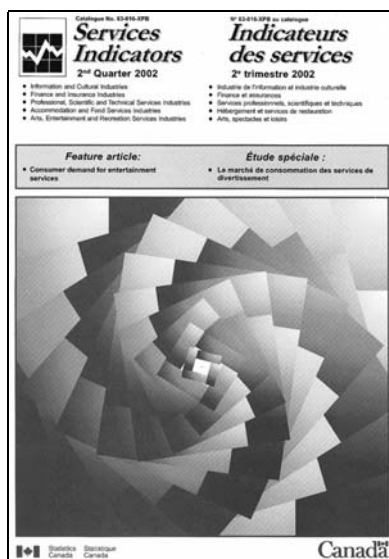 Catalogue No. 63-016-XPB
Services
Indicators
2nd Quarter 2002
● Information and Cultural Industries
● Finance and Insurance Industries
● Professional, Scientific and Technical Services Industries
● Accommodation and Food Services Industries
● Arts, Entertainment and Recreation Services Industries
N° 63-016-XPB au catalogue
Indicateurs
des services
2e trimestre 2002
● Industrie de l'information et industrie culturelle
● Finance et assurances
● Services professionnels, scientifiques et techniques
● Hébergement et services de restauration
● Arts, spectacles et loisirs
Feature article:
● Consumer demand for entertainment
services
Étude spéciale :
● Le marché de consommation des services de
divertissement
Statistics
Canada
Statistique
Canada
Canada